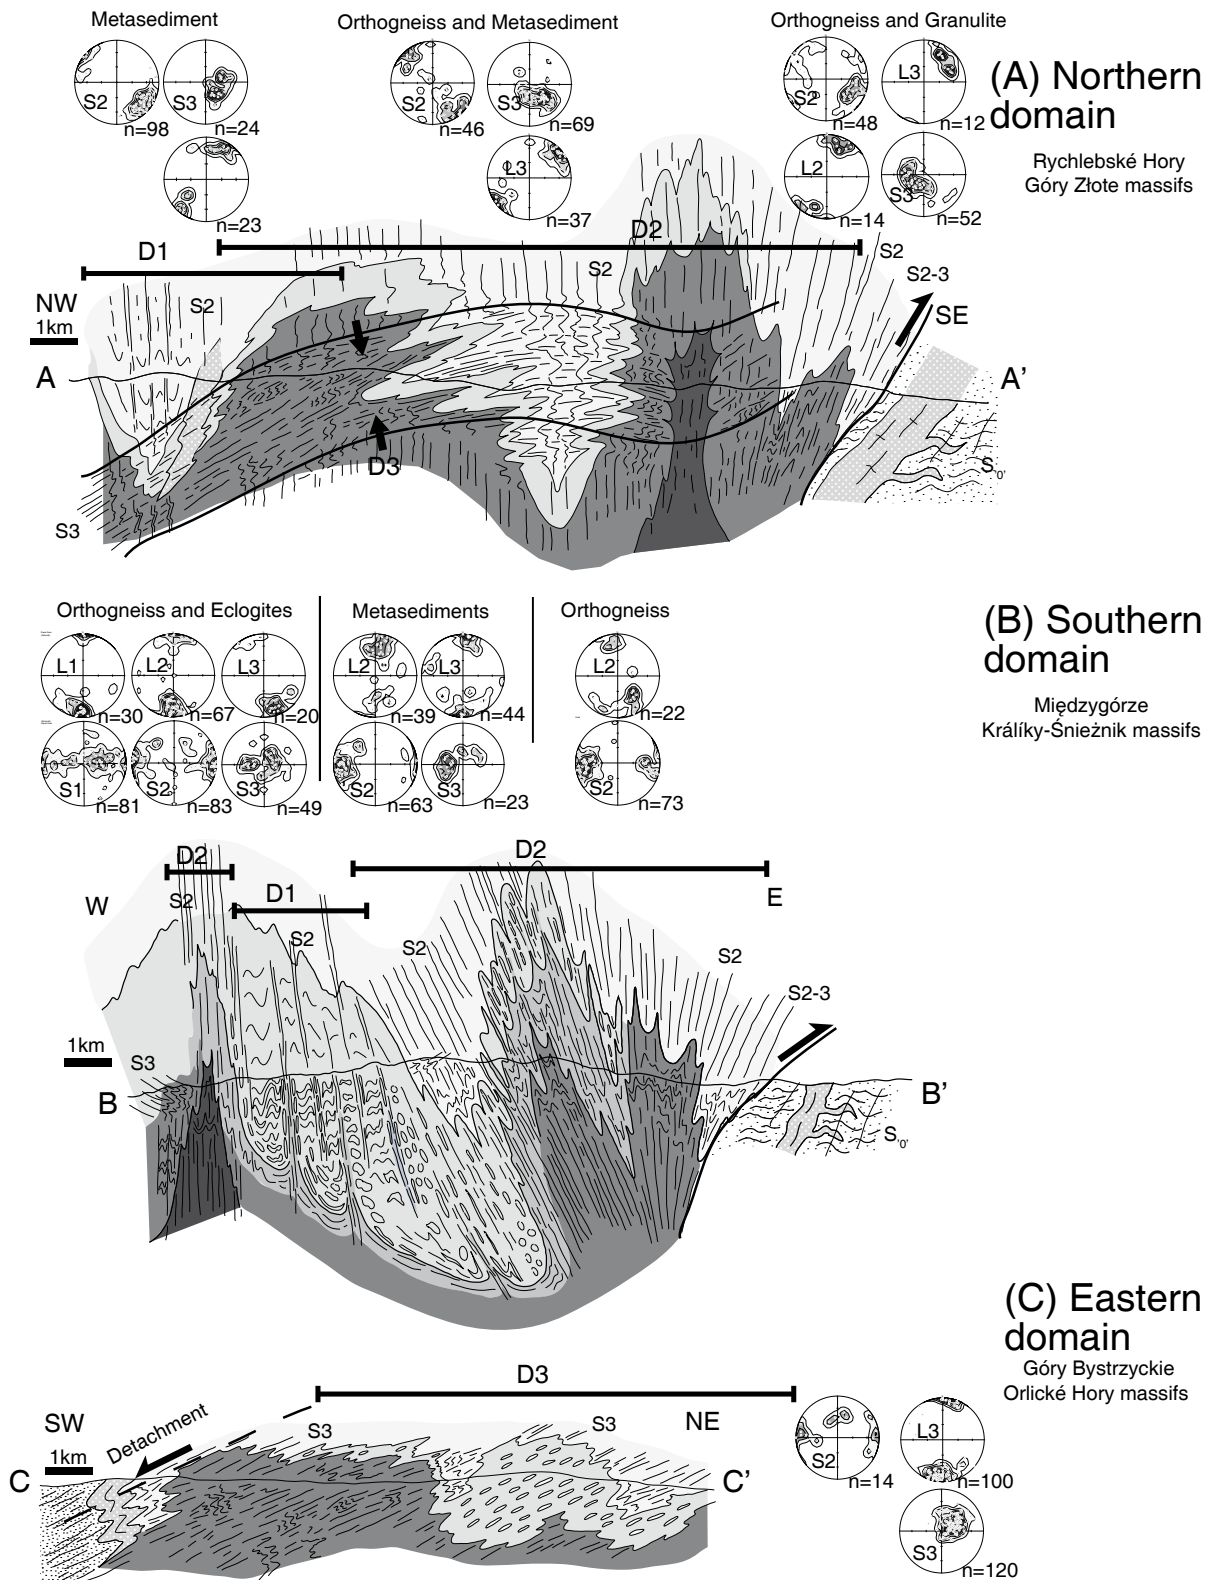 Metasediment
Orthogneiss and Metasediment
Orthogneiss and Granulite
S2
n=98
S3
n=24
n=23
S2
n=46
S3
n=69
L3
n=37
S2
n=48
L3
n=12
L2
n=14
S3
n=52
(A) Northern
domain
Rychlebské Hory
Góry Złote massifs
D1
D2
NW
1km
S2
S2
S2
S2-3
SE
A
A'
D3
S3
S'0'
Orthogneiss and Eclogites
Metasediments
Orthogneiss
L1
n=30
L2
n=67
L3
n=20
L2
n=39
L3
n=44
L2
n=22
S1
n=81
S2
n=83
S3
n=49
S2
n=63
S3
n=23
S2
n=73
(B) Southern
domain
Międzygórze
Králíky-Śnieżnik massifs
D2
D1
D2
W
E
S2
S2
S2
S2
S2-3
1km
S3
B
B'
S'0'
(C) Eastern
domain
Góry Bystrzyckie
Orlické Hory massifs
D3
SW
NE
Detachment
S3
S3
1km
C
C'
S2
n=14
L3
n=100
S3
n=120